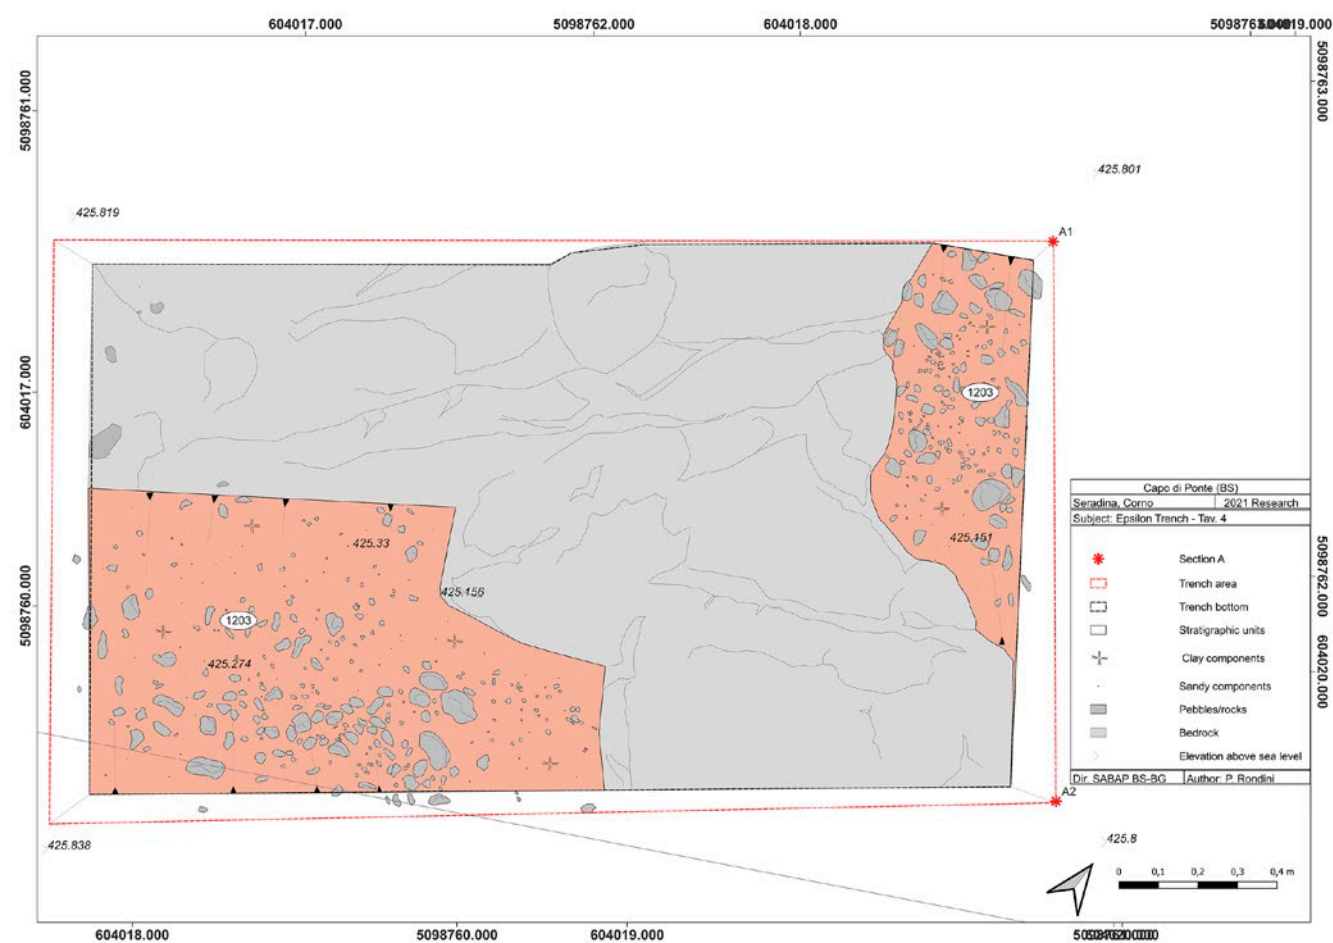 604017.000
5098762.000
604018.000
604019.000
5098761.000
5098763.000
425.801
425.819
A1
604017.000
1203
Capo di Ponte (BS)
Seradina, Corno 2021 Research
Subject: Epsilon Trench - Tav. 4
425.33
425.151
Section A
5098762.000
425.156
Trench area
5098760.000
Trench bottom
1203
Stratigraphic units
425.274
Clay components
604020.000
Sandy components
Pebbles/rocks
Bedrock
Elevation above sea level
Dir. SABAP BS-BG Author: P. Rondini
A2
425.838
425.8
0 0,1 0,2 0,3 0,4 m
604018.000
5098760.000
604019.000